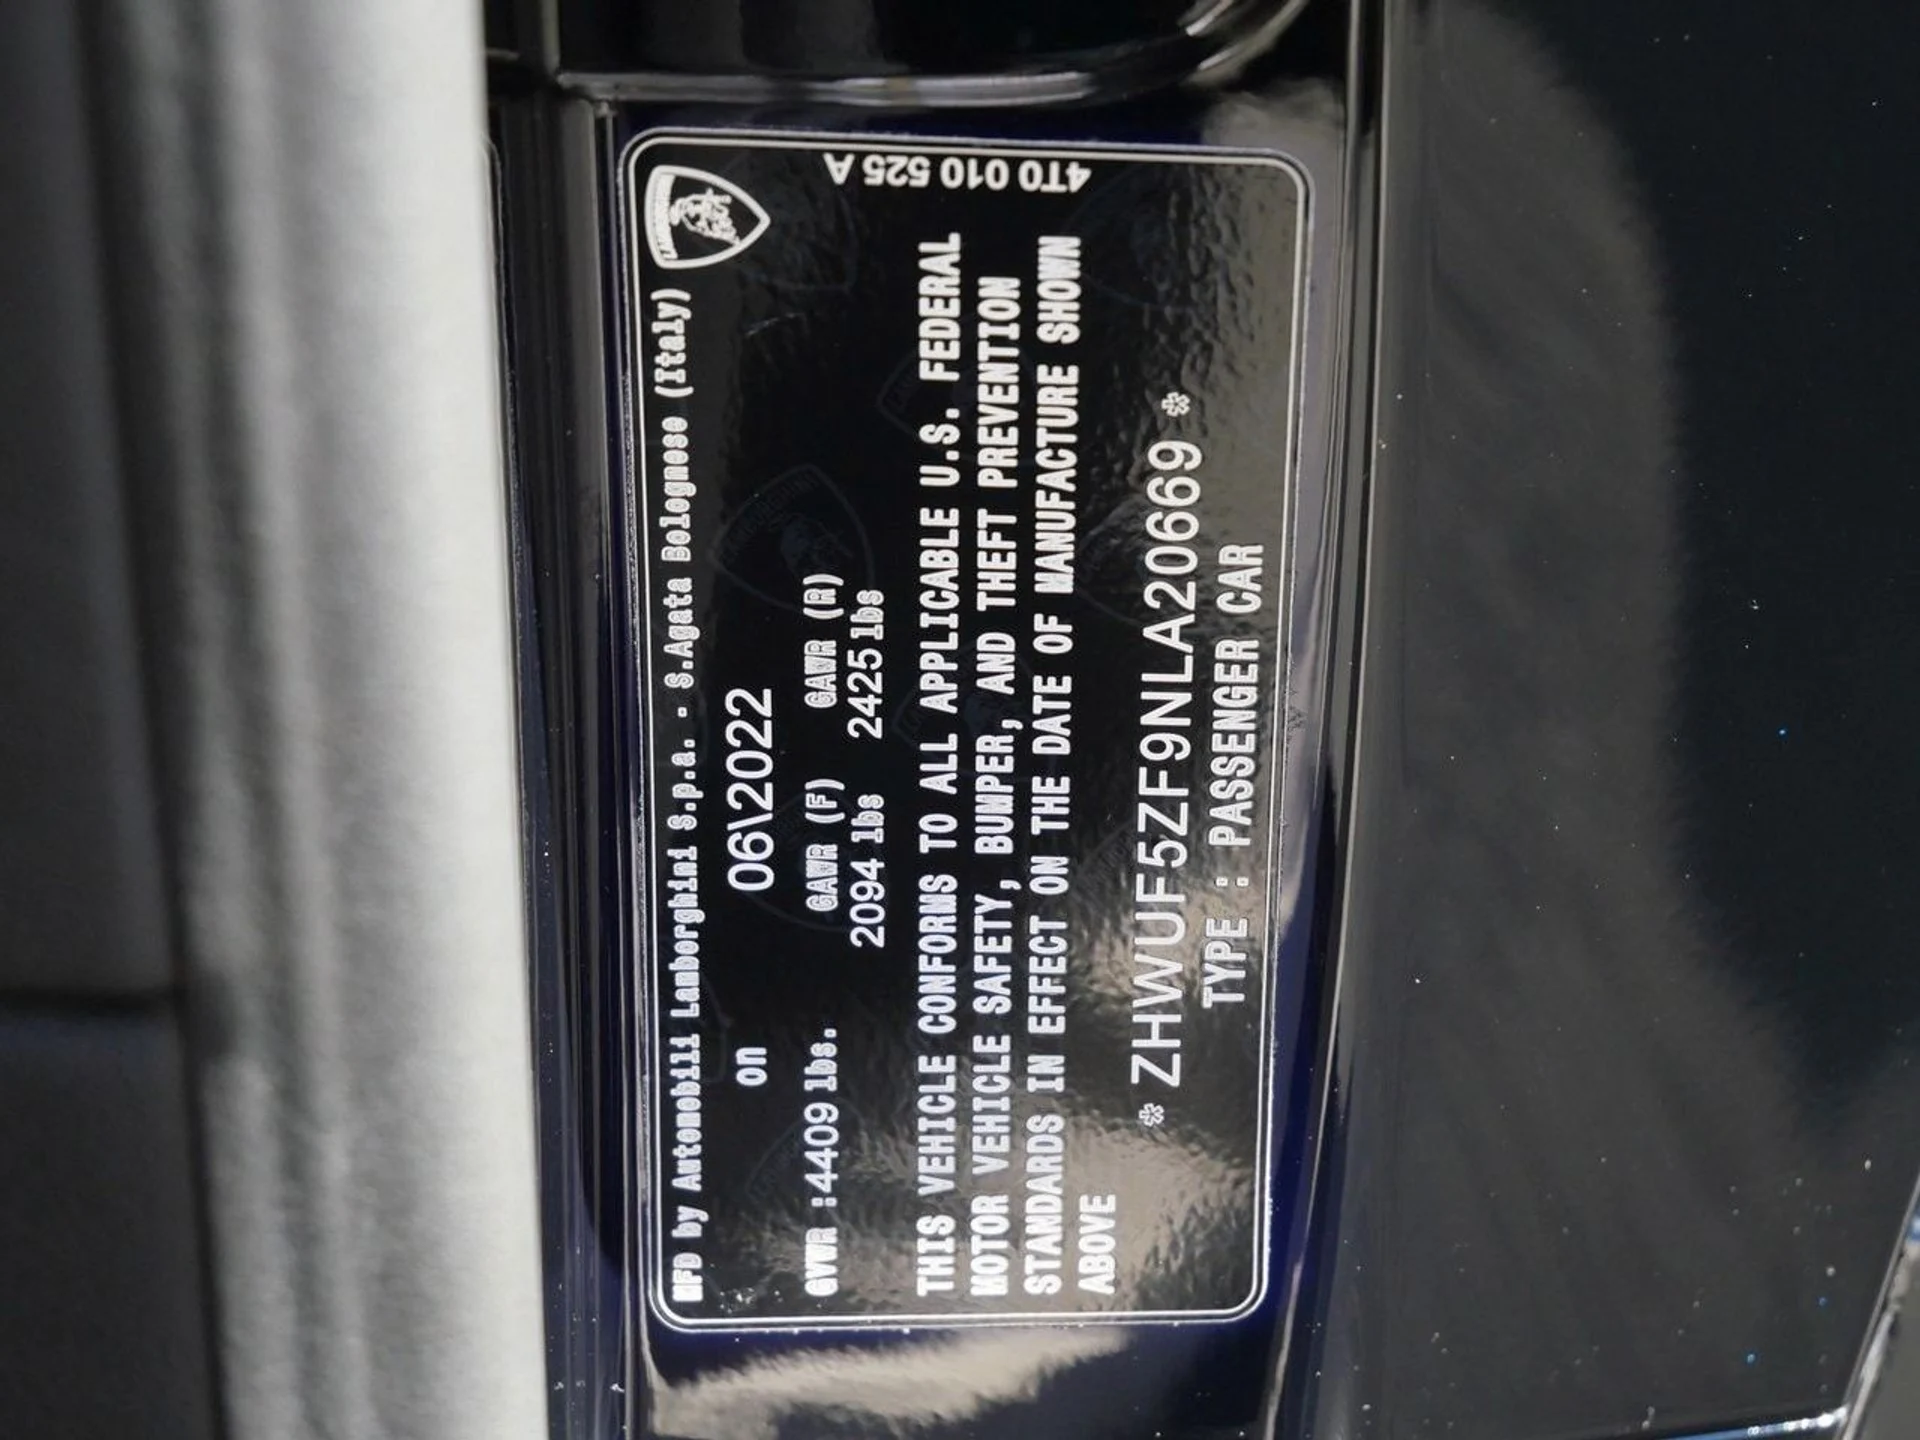 MFD by Automobili Lamborghini S.p.a. - S.Agata Bolognese (Italy)
on 06\2022
GVWR :4409 lbs. GAWR (F) GAWR (R)
2094 lbs 2425 lbs
THIS VEHICLE CONFORMS TO ALL APPLICABLE U.S. FEDERAL
MOTOR VEHICLE SAFETY, BUMPER, AND THEFT PREVENTION
STANDARDS IN EFFECT ON THE DATE OF MANUFACTURE SHOWN
ABOVE
* ZHWUF5ZF9NLA20669 *
TYPE : PASSENGER CAR
4T0 010 525 A
LAMBORGHINI